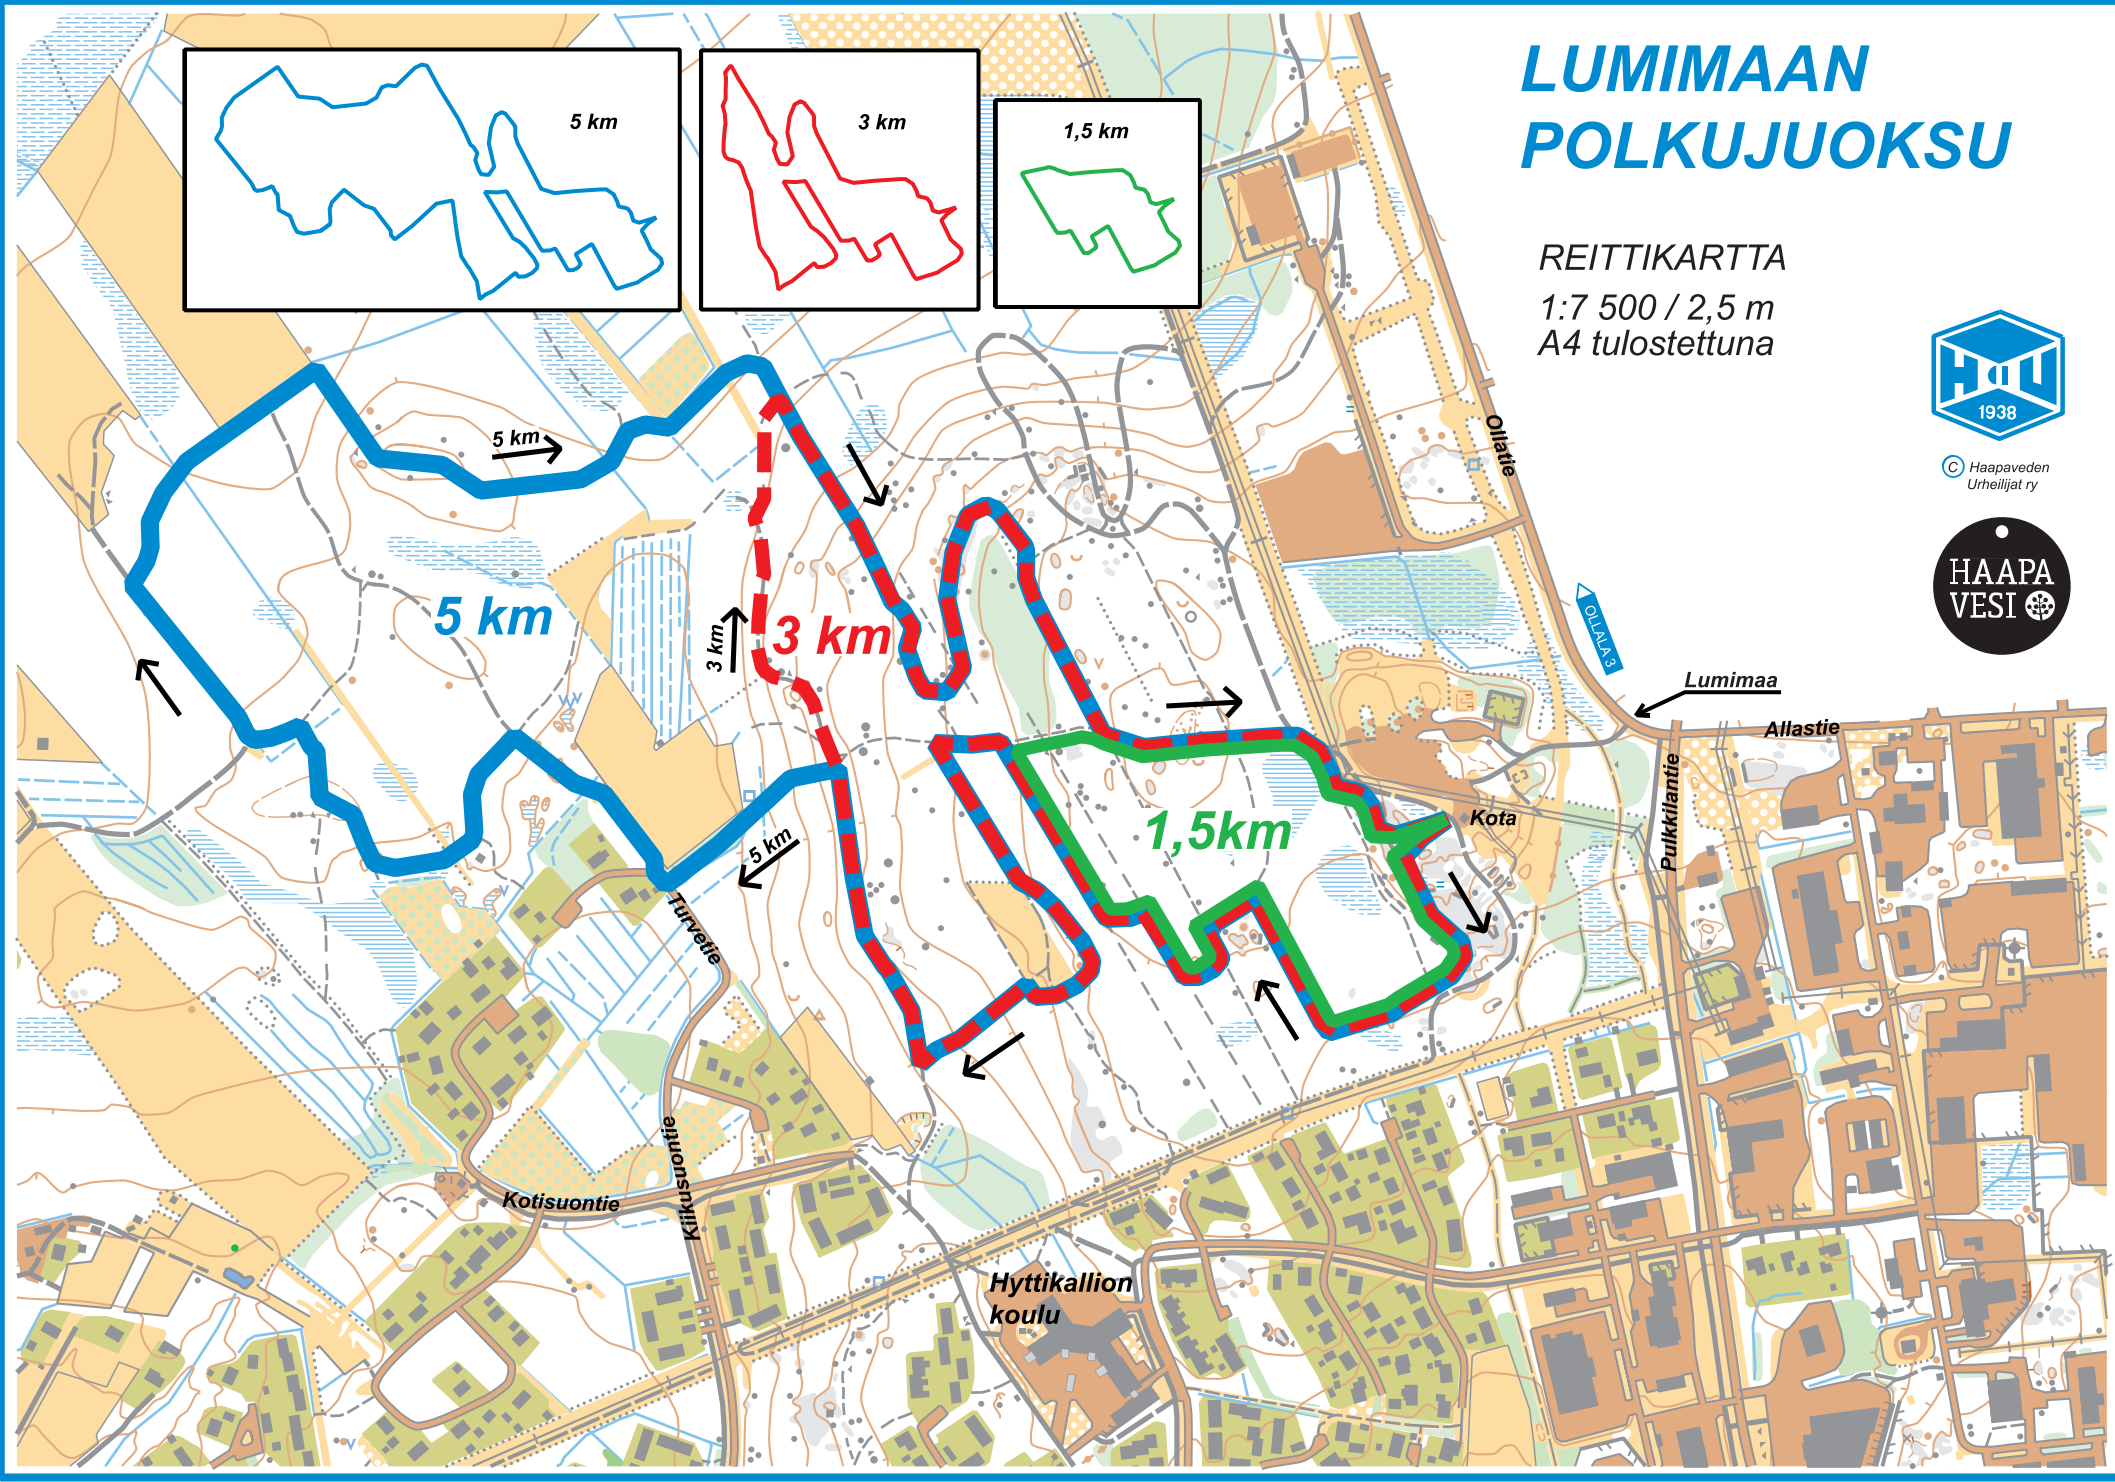 LUMIMAAN
POLKUJUOKSU
REITTIKARTTA
1:7 500 / 2,5 m
A4 tulostettuna
5 km
3 km
1,5 km
HU
1938
C Haapaveden
Urheilijat ry
HAAPA
VESI
Ollatie
OLLALA 3
Lumimaa
Allastie
Pulkkilantie
Kota
5 km
5 km
3 km
3 km
1,5km
5 km
Turvetie
Kotisuontie
Kiikusuontie
Hyttikallion
koulu